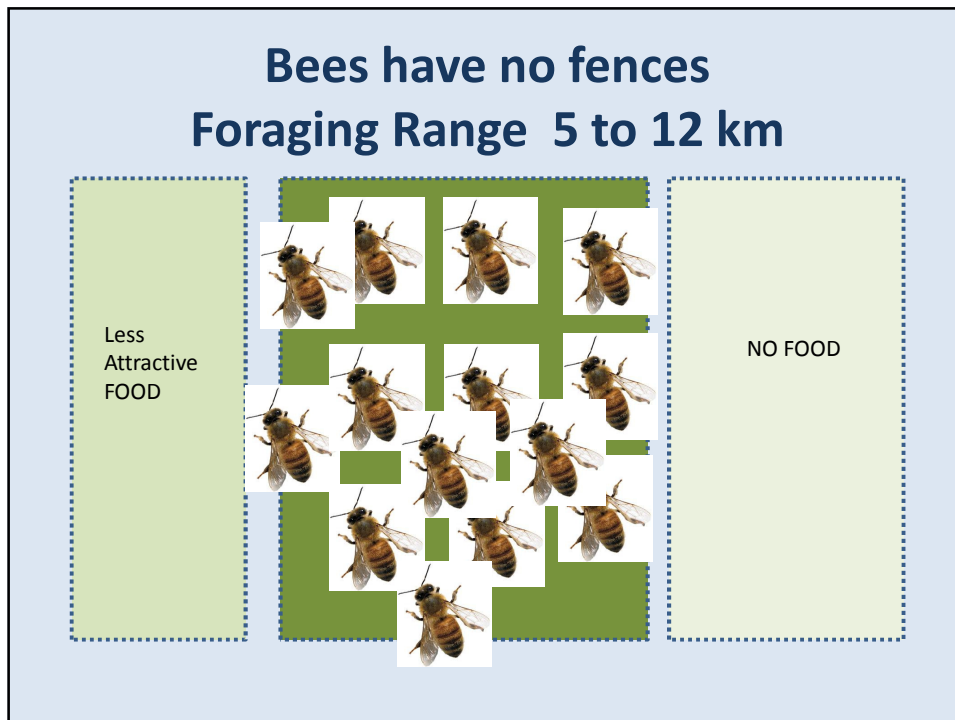 Bees have no fences
Foraging Range  5 to 12 km
Less
Attractive
FOOD
NO FOOD